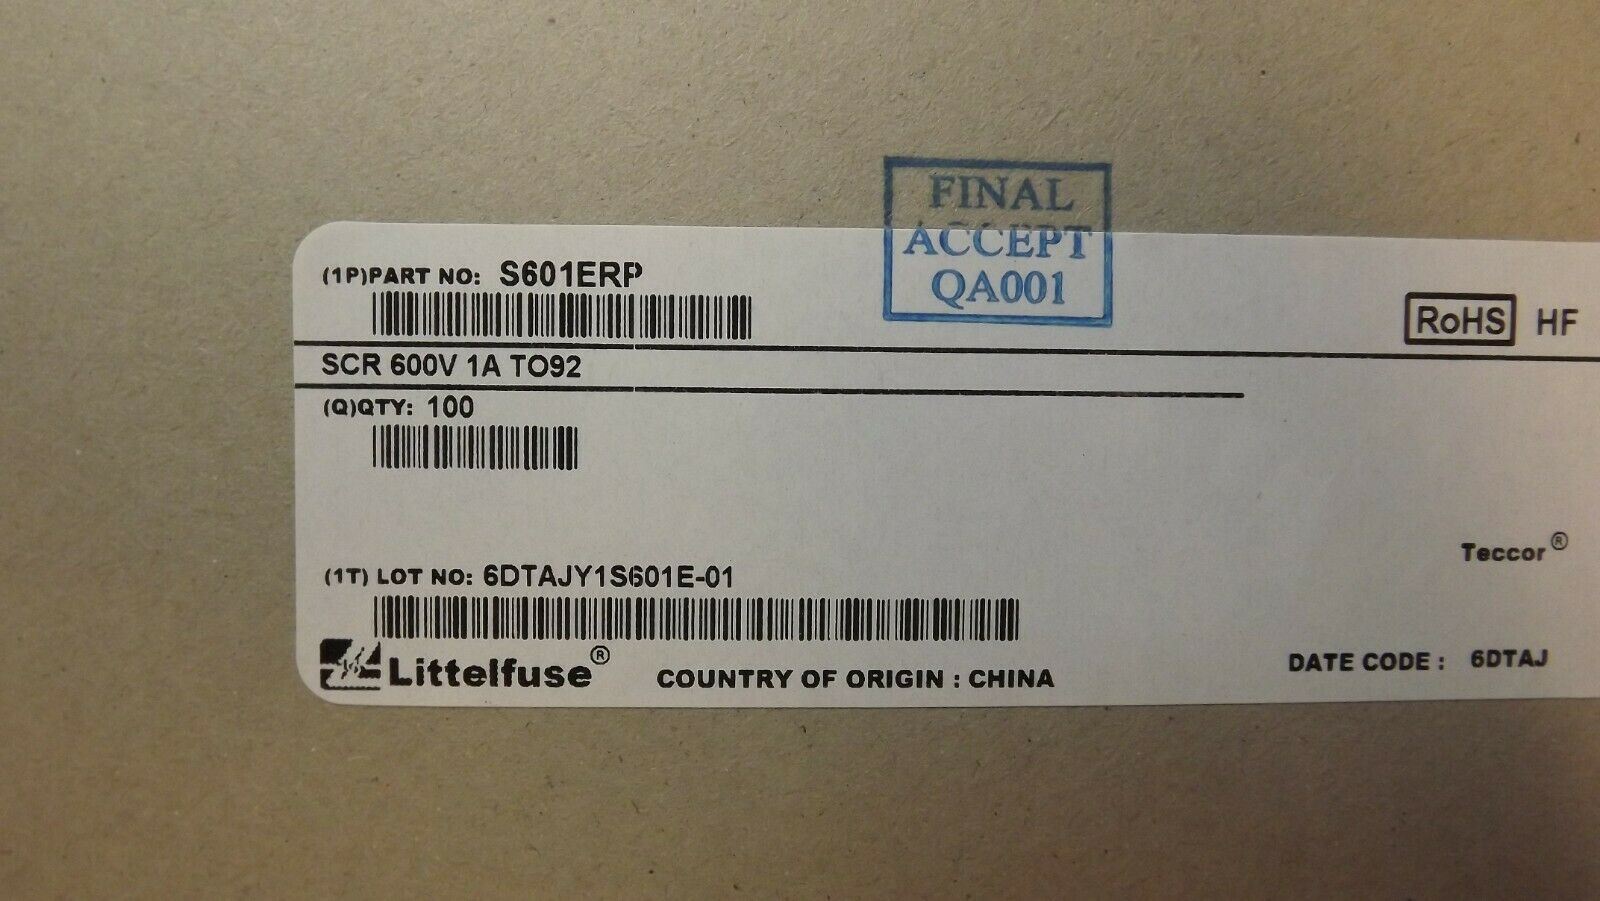 FINAL
ACCEPT
QA001
(1P)PART NO: S601ERP
RoHS HF
SCR 600V 1A TO92
(Q)QTY: 100
Teccor®
(1T) LOT NO: 6DTAJY1S601E-01
Littelfuse® COUNTRY OF ORIGIN : CHINA DATE CODE : 6DTAJ